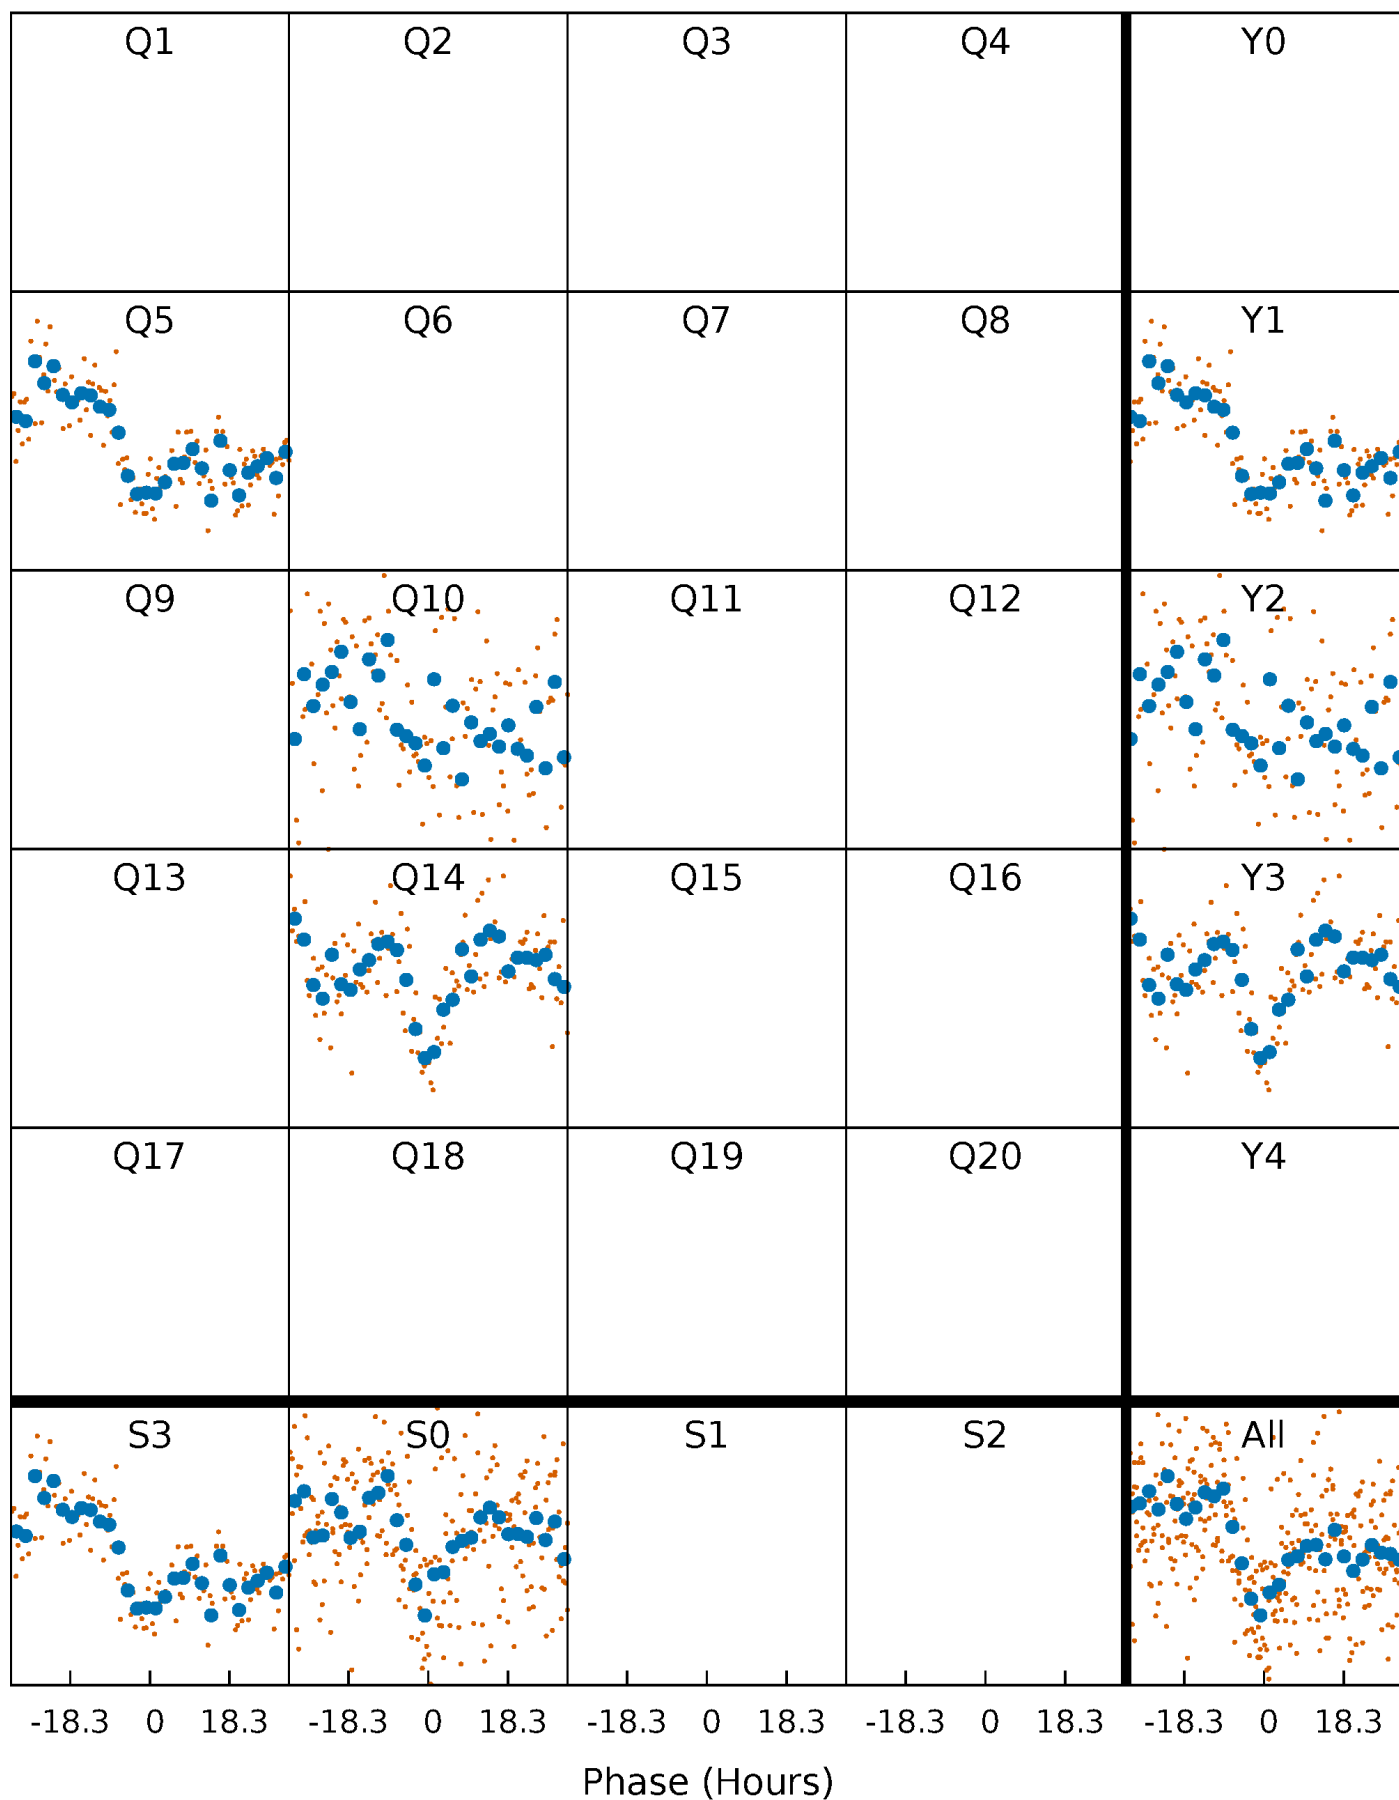 Q1 Q2 Q3 Q4 Y0
Q5 Q6 Q7 Q8 Y1
Q9 Q10 Q11 Q12 Y2
Q13 Q14 Q15 Q16 Y3
Q17 Q18 Q19 Q20 Y4
S3 S0 S1 S2 All
-18.3 0 18.3 -18.3 0 18.3 -18.3 0 18.3 -18.3 0 18.3 -18.3 0 18.3
Phase (Hours)